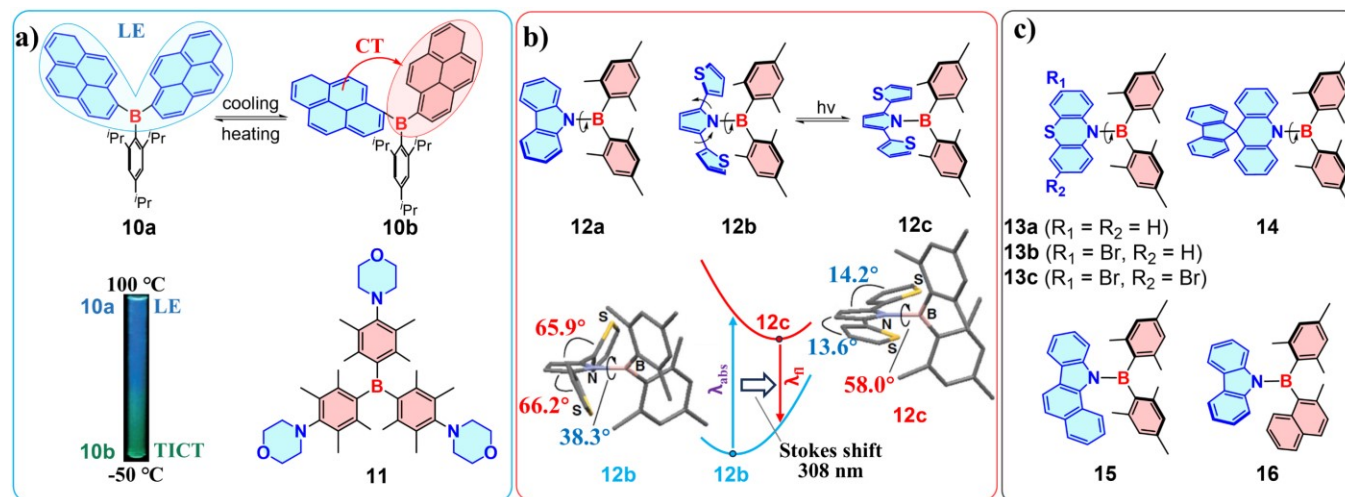 a)
LE
B
iPr
iPr
iPr
10a
cooling
heating
CT
B
iPr
iPr
iPr
10b
100 °C
10a
LE
10b
TICT
-50 °C
O
N
B
N
O
N
O
11
b)
N
B
12a
S
N
B
S
12b
hv
S
N
B
S
12c
65.9°
66.2°
38.3°
S
N
B
S
12b
λabs
12c
λfl
Stokes shift
308 nm
12b
14.2°
13.6°
58.0°
S
N
B
S
12c
c)
R1
S
N
B
R2
13a (R1 = R2 = H)
13b (R1 = Br, R2 = H)
13c (R1 = Br, R2 = Br)
N
B
14
N
B
15
N
B
16